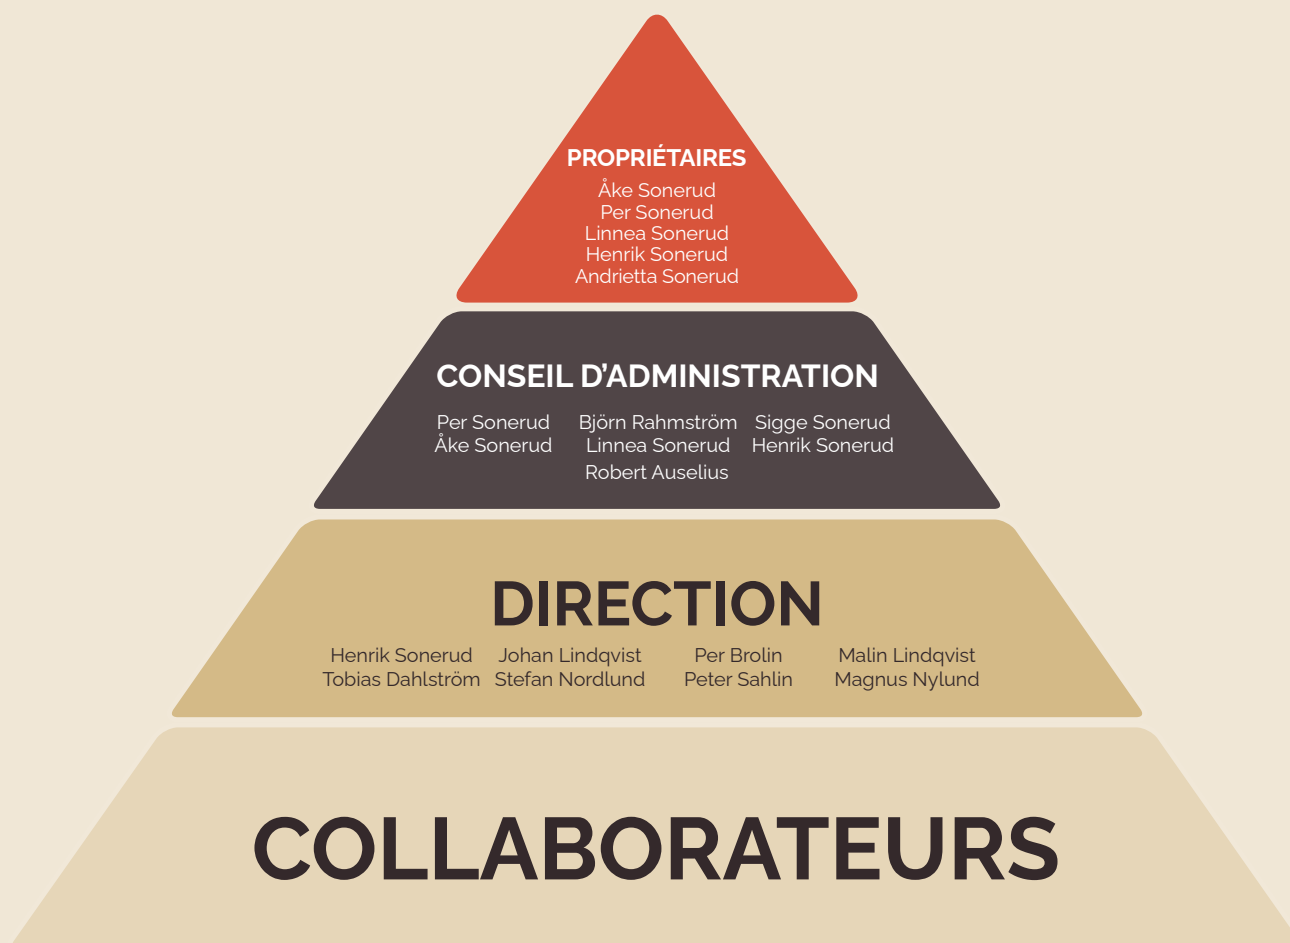 PROPRIÉTAIRES
Åke Sonerud
Per Sonerud
Linnea Sonerud
Henrik Sonerud
Andrietta Sonerud
CONSEIL D’ADMINISTRATION
Per Sonerud Björn Rahmström Sigge Sonerud
Åke Sonerud Linnea Sonerud Henrik Sonerud
Robert Auselius
DIRECTION
Henrik Sonerud Johan Lindqvist Per Brolin Malin Lindqvist
Tobias Dahlström Stefan Nordlund Peter Sahlin Magnus Nylund
COLLABORATEURS